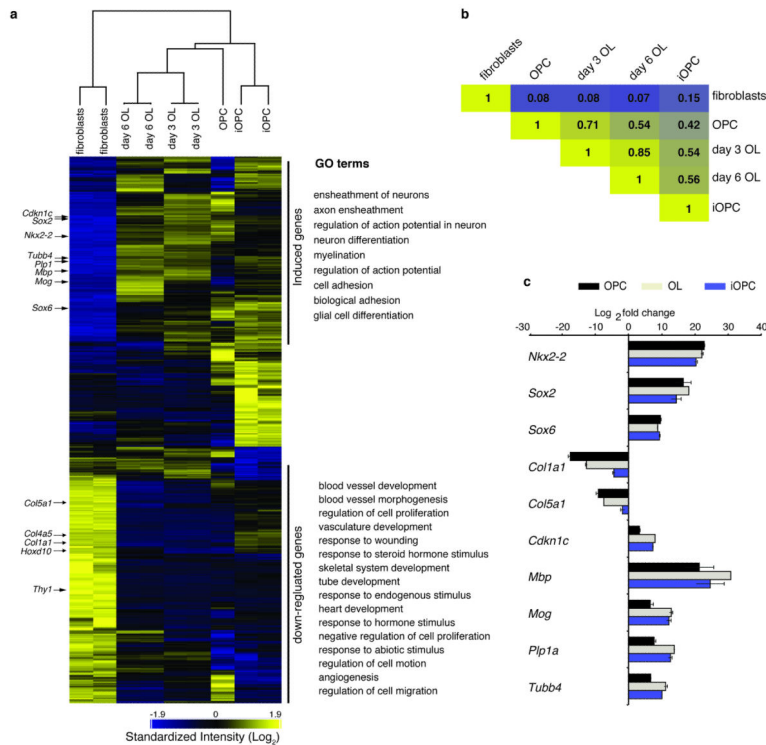 a
fibroblasts
fibroblasts
day 6 OL
day 6 OL
day 3 OL
day 3 OL
OPC
iOPC
iOPC
Cdkn1c
Sox2
Nkx2-2
Tubb4
Plp1
Mbp
Mog
Sox6
Col5a1
Col4a5
Col1a1
Hoxd10
Thy1
Induced genes
down-regluated genes
GO terms
ensheathment of neurons
axon ensheathment
regulation of action potential in neuron
neuron differentiation
myelination
regulation of action potential
cell adhesion
biological adhesion
glial cell differentiation
blood vessel development
blood vessel morphogenesis
regulation of cell proliferation
vasculature development
response to wounding
response to steroid hormone stimulus
skeletal system development
tube development
response to endogenous stimulus
heart development
response to hormone stimulus
negative regulation of cell proliferation
response to abiotic stimulus
regulation of cell motion
angiogenesis
regulation of cell migration
-1.9 0 1.9
Standardized Intensity (Log2)
b
fibroblasts OPC day 3 OL day 6 OL iOPC
1 0.08 0.08 0.07 0.15 fibroblasts
1 0.71 0.54 0.42 OPC
1 0.85 0.54 day 3 OL
1 0.56 day 6 OL
1 iOPC
c
OPC OL iOPC
Log 2 fold change
-30 -20 -10 0 10 20 30 40
Nkx2-2
Sox2
Sox6
Col1a1
Col5a1
Cdkn1c
Mbp
Mog
Plp1a
Tubb4